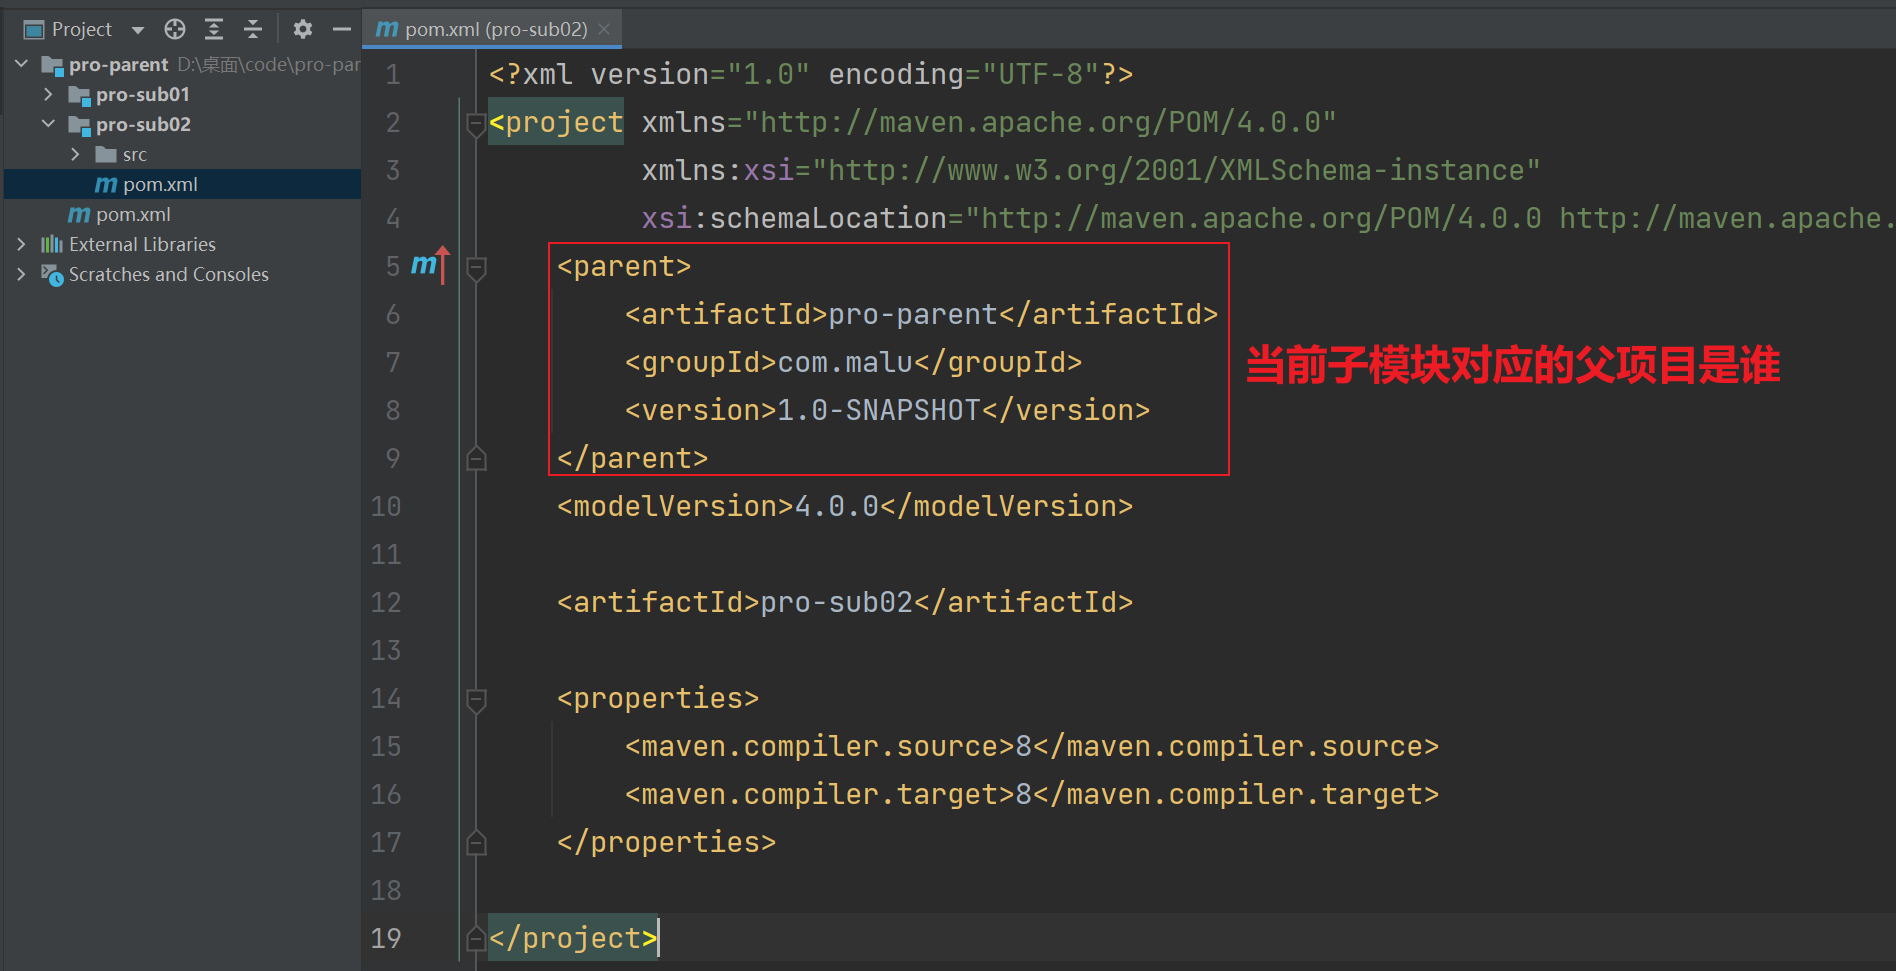 Project
pom.xml (pro-sub02)
pro-parent D:\桌面\code\pro-par
pro-sub01
pro-sub02
src
pom.xml
pom.xml
External Libraries
Scratches and Consoles
1 <?xml version="1.0" encoding="UTF-8"?>
2 <project xmlns="http://maven.apache.org/POM/4.0.0"
3 xmlns:xsi="http://www.w3.org/2001/XMLSchema-instance"
4 xsi:schemaLocation="http://maven.apache.org/POM/4.0.0 http://maven.apache.
5 <parent>
6 <artifactId>pro-parent</artifactId>
7 <groupId>com.malu</groupId>
当前子模块对应的父项目是谁
8 <version>1.0-SNAPSHOT</version>
9 </parent>
10 <modelVersion>4.0.0</modelVersion>
11
12 <artifactId>pro-sub02</artifactId>
13
14 <properties>
15 <maven.compiler.source>8</maven.compiler.source>
16 <maven.compiler.target>8</maven.compiler.target>
17 </properties>
18
19 </project>